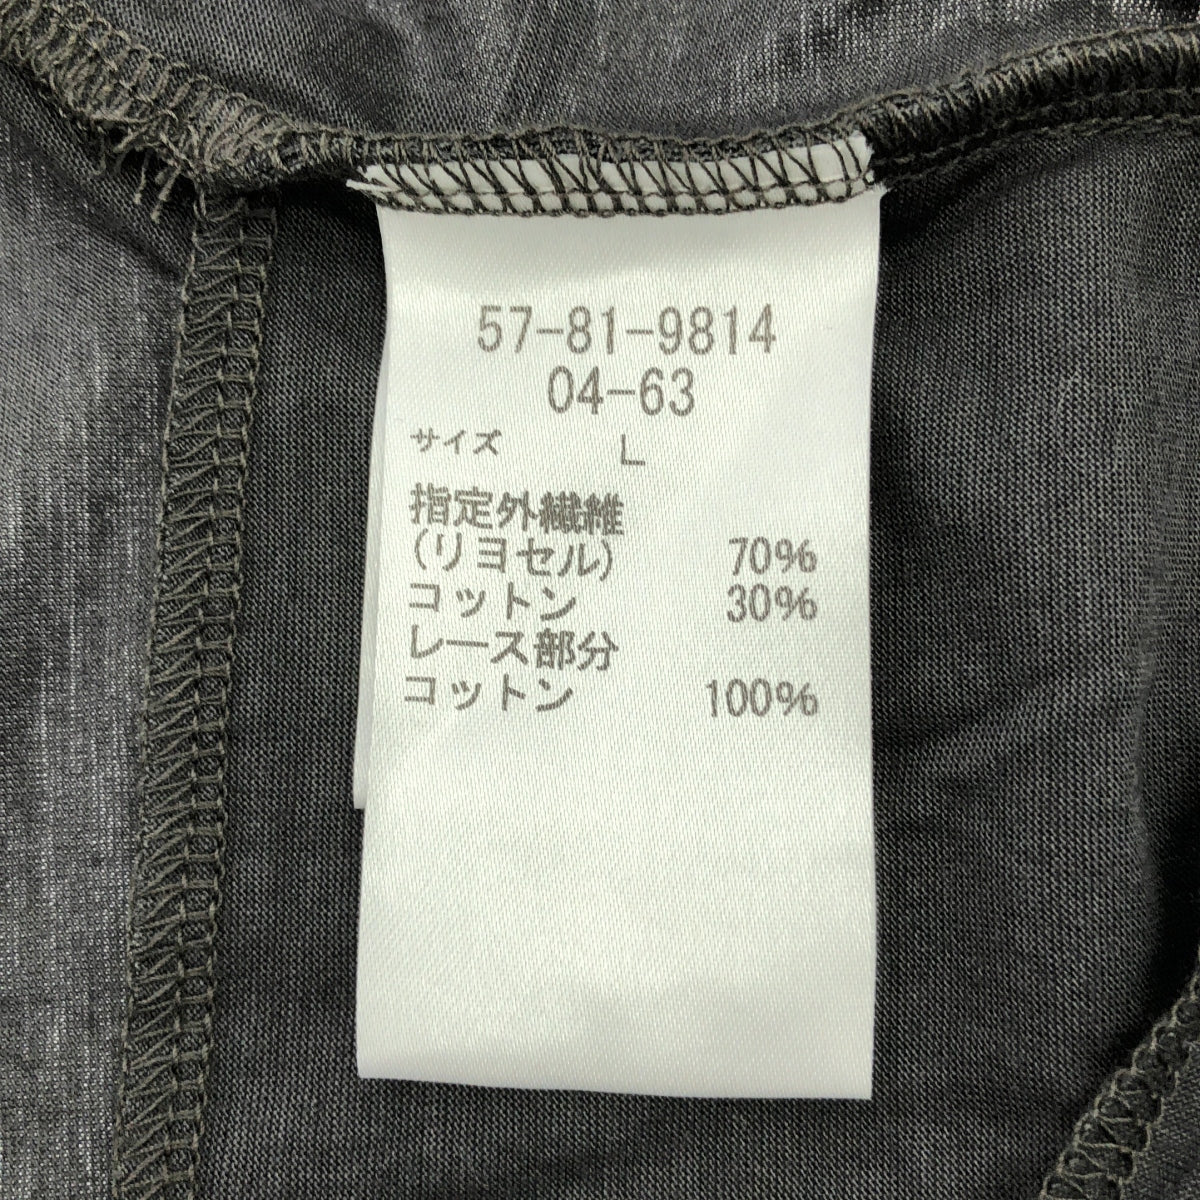 57-81-9814
04-63
サイズ L
指定外繊維
(リヨセル) 70%
コットン 30%
レース部分
コットン 100%